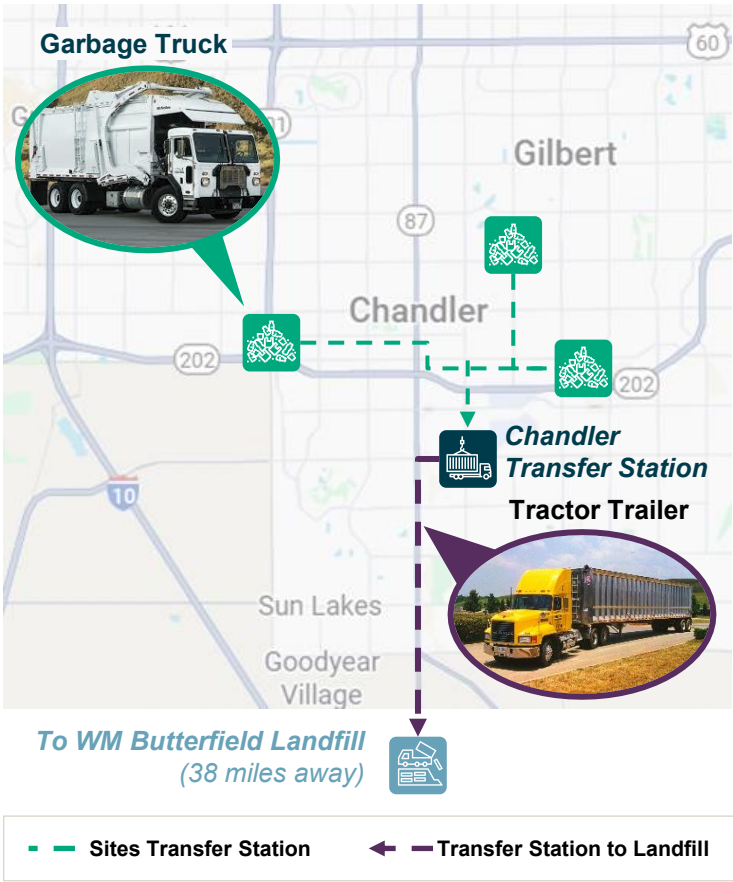 Garbage Truck
60
Gilbert
87
Chandler
202
202
Chandler
Transfer Station
10
Tractor Trailer
Sun Lakes
Goodyear
Village
To WM Butterfield Landfill
(38 miles away)
Sites Transfer Station
Transfer Station to Landfill